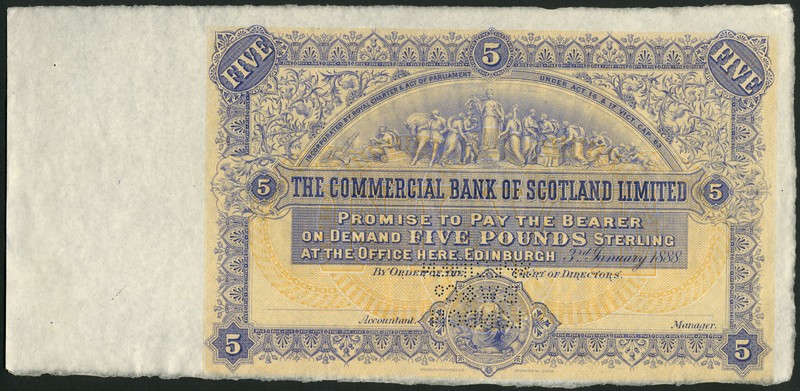 FIVE 5 FIVE
INCORPORATED BY ROYAL CHARTER & ACT OF PARLIAMENT. UNDER ACT 16 & 17 VICT. CAP. 63
5 THE COMMERCIAL BANK OF SCOTLAND LIMITED 5
PROMISE TO PAY THE BEARER
ON DEMAND FIVE POUNDS STERLING
AT THE OFFICE HERE, EDINBURGH 3rd January 1888
BY ORDER OF THE COURT OF DIRECTORS.
Accountant. Manager.
5 5